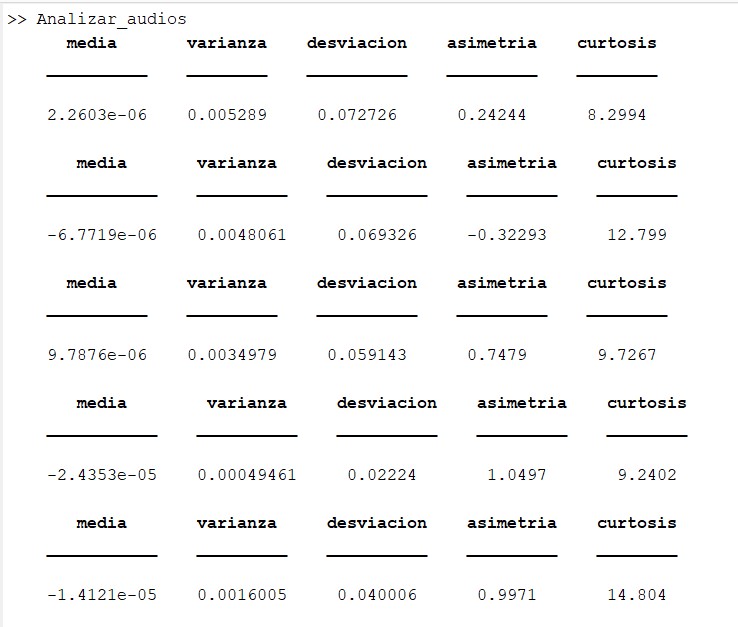 >> Analizar_audios
media varianza desviacion asimetria curtosis
2.2603e-06 0.005289 0.072726 0.24244 8.2994
media varianza desviacion asimetria curtosis
-6.7719e-06 0.0048061 0.069326 -0.32293 12.799
media varianza desviacion asimetria curtosis
9.7876e-06 0.0034979 0.059143 0.7479 9.7267
media varianza desviacion asimetria curtosis
-2.4353e-05 0.00049461 0.02224 1.0497 9.2402
media varianza desviacion asimetria curtosis
-1.4121e-05 0.0016005 0.040006 0.9971 14.804